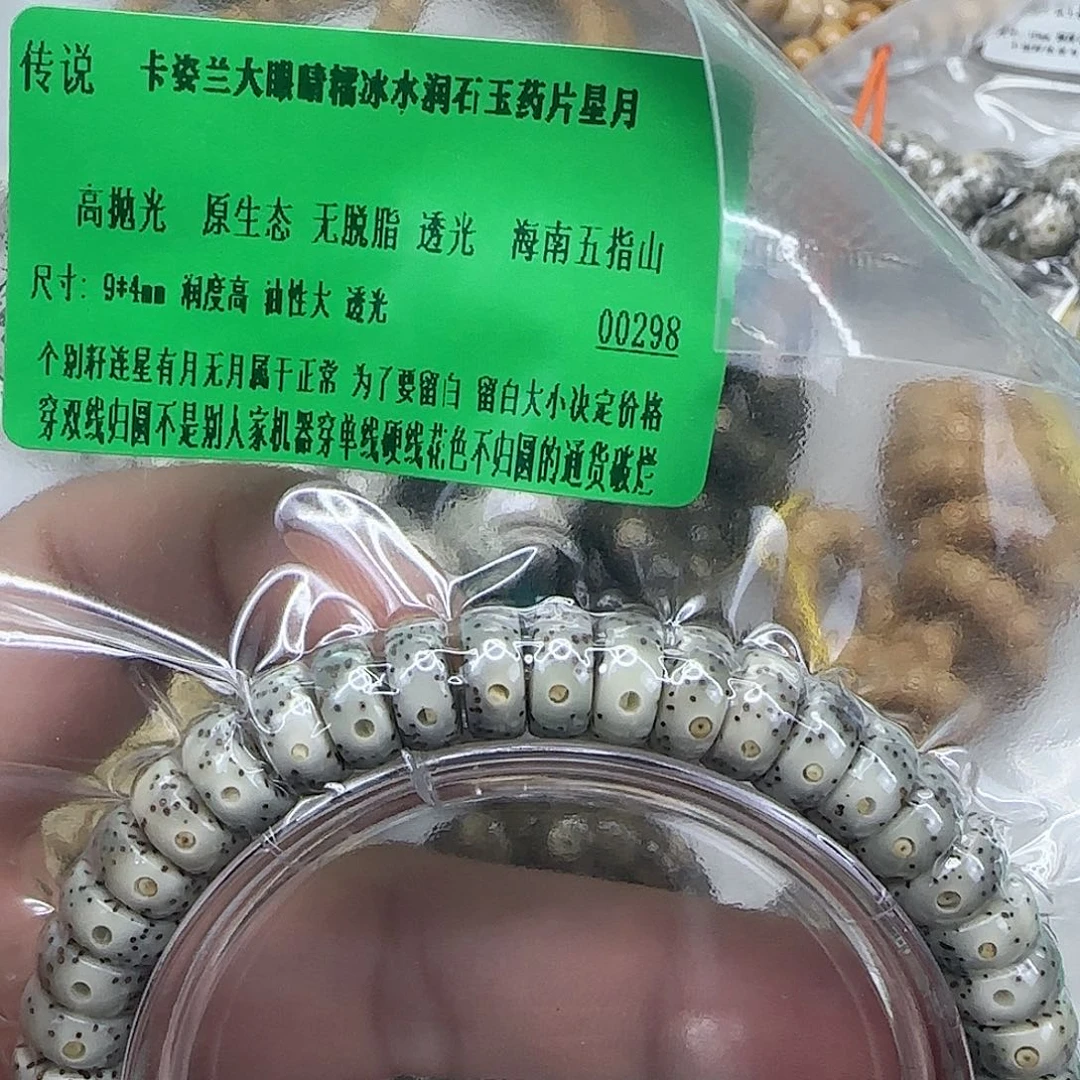 传说 卡姿兰大眼睛糯冰水润石玉药片星月
高抛光 原生态 无脱脂 透光 海南五指山
尺寸: 9*4mm 润度高 油性大 透光
00298
个别籽连星有月无月属于正常 为了要留白 留白大小决定价格
穿双线归圆不是别人家机器穿单线硬线花色不归圆的通货破烂